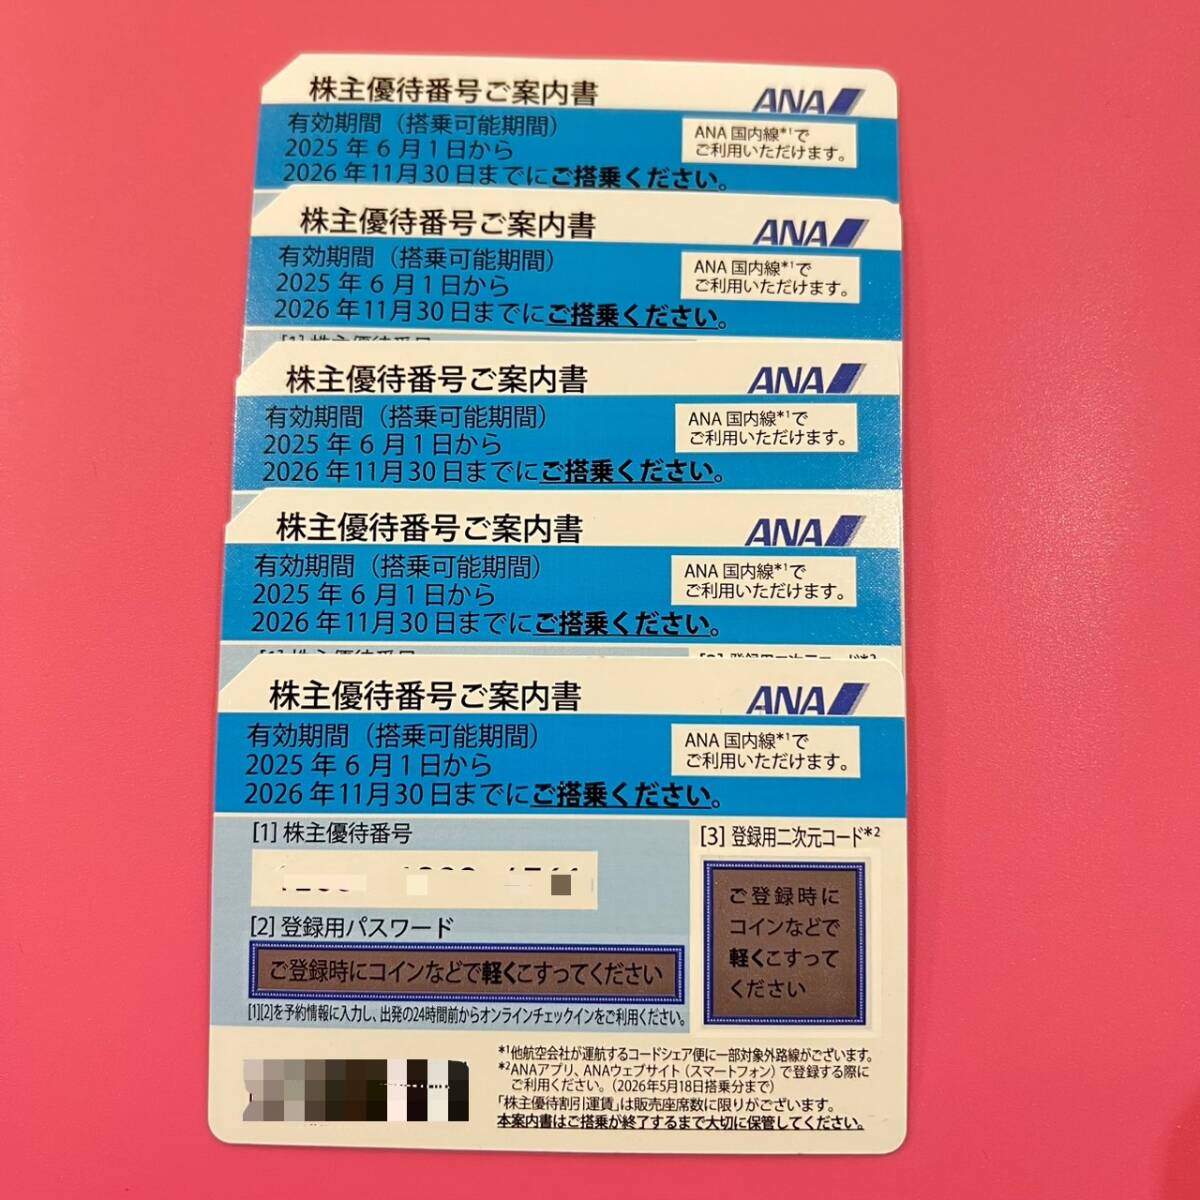 株主優待番号ご案内書
ANA
有効期間（搭乗可能期間）
2025年6月1日から
2026年11月30日までにご搭乗ください。
ANA国内線*1で
ご利用いただけます。
株主優待番号ご案内書
ANA
有効期間（搭乗可能期間）
2025年6月1日から
2026年11月30日までにご搭乗ください。
ANA国内線*1で
ご利用いただけます。
[1]株主優待番号
株主優待番号ご案内書
ANA
有効期間（搭乗可能期間）
2025年6月1日から
2026年11月30日までにご搭乗ください。
ANA国内線*1で
ご利用いただけます。
株主優待番号ご案内書
ANA
有効期間（搭乗可能期間）
2025年6月1日から
2026年11月30日までにご搭乗ください。
ANA国内線*1で
ご利用いただけます。
[1]株主優待番号
[3]登録用二次元コード*2
株主優待番号ご案内書
ANA
有効期間（搭乗可能期間）
2025年6月1日から
2026年11月30日までにご搭乗ください。
ANA国内線*1で
ご利用いただけます。
[1]株主優待番号
[2]登録用パスワード
ご登録時にコインなどで軽くこすってください
[1][2]を予約情報に入力し、出発の24時間前からオンラインチェックインをご利用ください。
[3]登録用二次元コード*2
ご登録時に
コインなどで
軽くこすって
ください
*1他航空会社が運航するコードシェア便に一部対象外路線がございます。
*2ANAアプリ、ANAウェブサイト（スマートフォン）で登録する際に
ご利用ください。（2026年5月18日搭乗分まで）
「株主優待割引運賃」は販売座席数に限りがございます。
本案内書はご搭乗が終了するまで大切に保管してください。